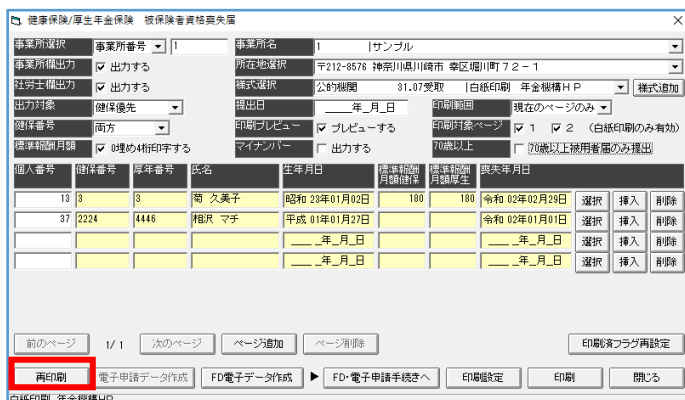 健康保険/厚生年金保険　被保険者資格喪失届
事業所選択 事業所番号 1 事業所名 1 |サンプル
事業所欄出力 出力する 所在地選択 〒212-8576 神奈川県川崎市 幸区堀川町７２－１
社労士欄出力 出力する 様式選択 公的機関 31.07受取 |白紙印刷 年金機構ＨＰ 様式追加
出力対象 健保優先 提出日 ____年_月_日 印刷範囲 現在のページのみ
健保番号 両方 印刷プレビュー プレビューする 印刷対象ページ 1 2 (白紙印刷のみ有効)
標準報酬月額 0埋め4桁印字する マイナンバー 出力する 70歳以上 70歳以上被用者届のみ提出
個人番号 健保番号 厚年番号 氏名 生年月日 標準報酬月額健保 標準報酬月額厚生 喪失年月日
13 3 3 菊 久美子 昭和 23年01月02日 180 180 令和 02年02月29日 選択 挿入 削除
37 2224 4446 相沢 マチ 平成 01年01月27日 令和 02年01月01日 選択 挿入 削除
____ _年_月_日 ____ _年_月_日 選択 挿入 削除
____ _年_月_日 ____ _年_月_日 選択 挿入 削除
前のページ 1/ 1 次のページ ページ追加 ページ削除 印刷済フラグ再設定
再印刷 電子申請データ作成 FD電子データ作成 ▶ FD・電子申請手続きへ 印刷設定 印刷 閉じる
白紙印刷 年金機構HP